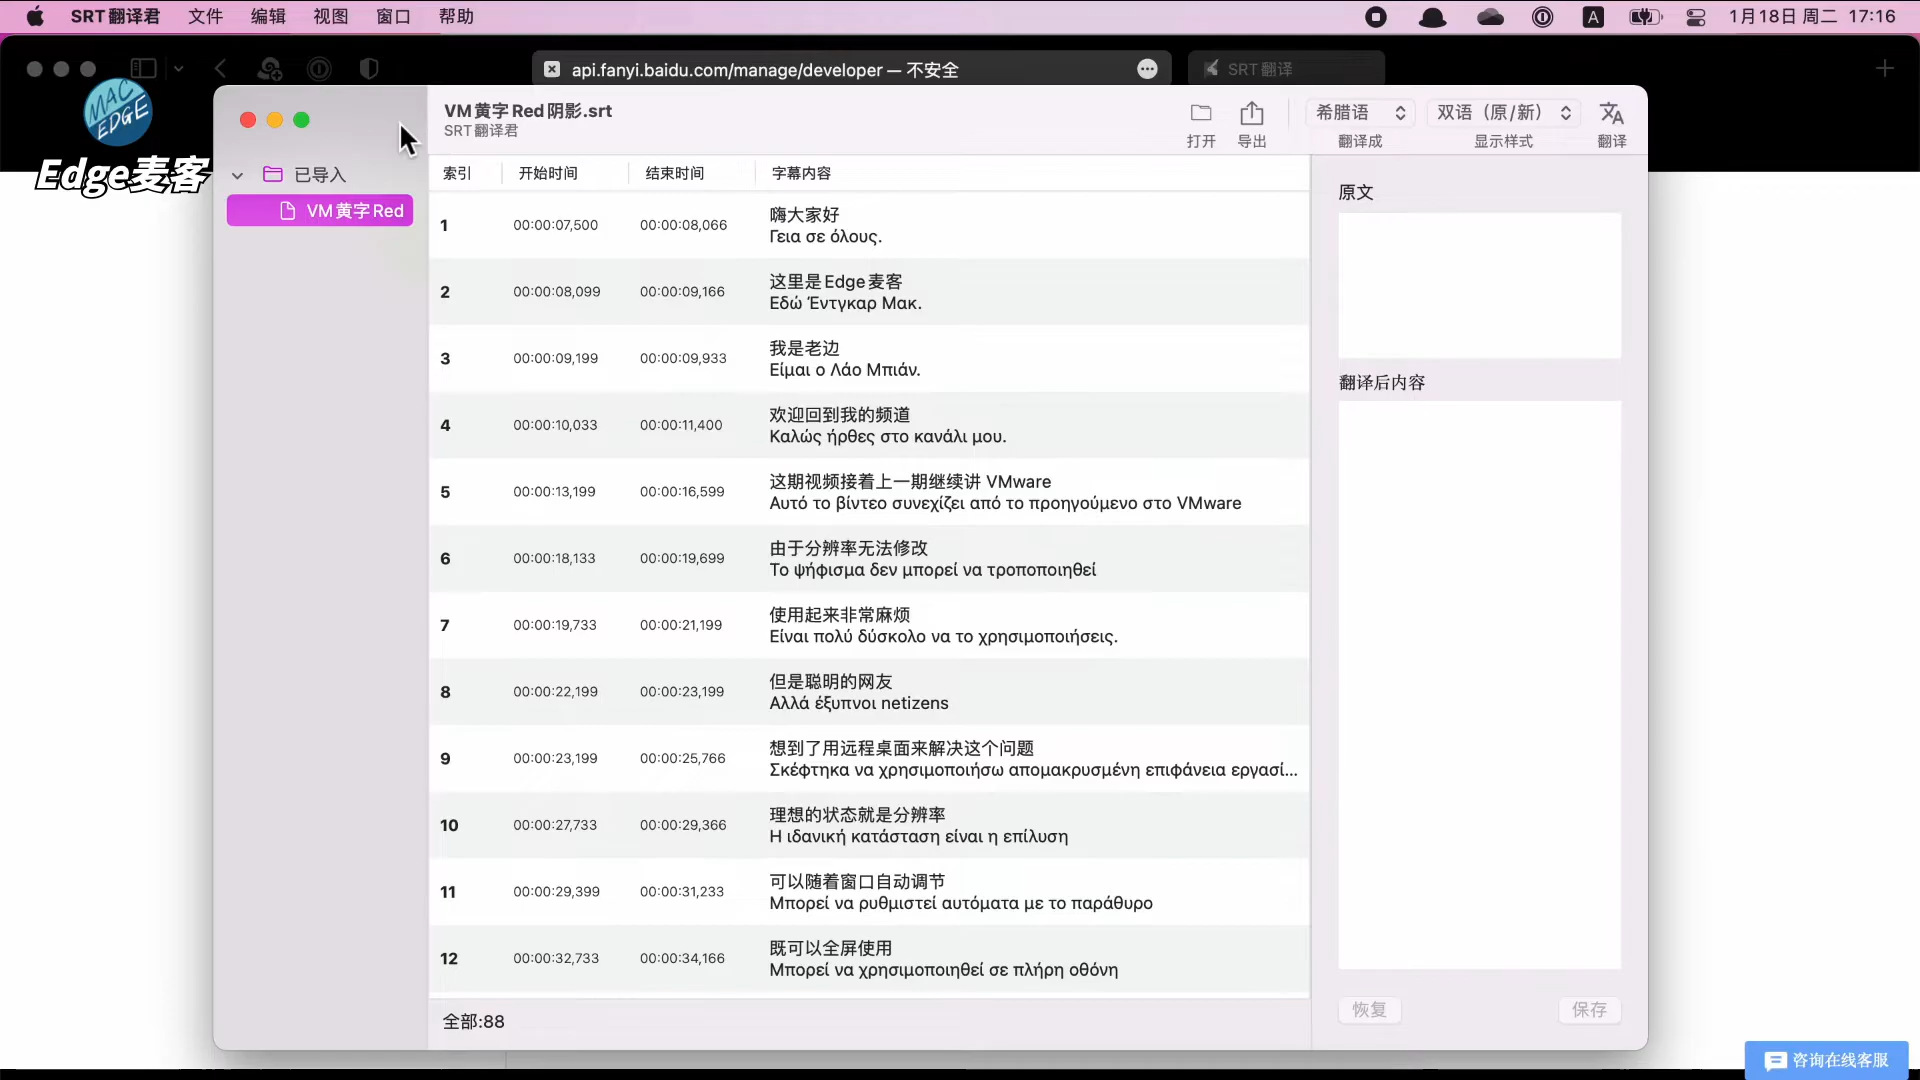 SRT翻译君 文件 编辑 视图 窗口 帮助
A
1月18日 周二 17:16
api.fanyi.baidu.com/manage/developer — 不安全
SRT 翻译
MAC EDGE
Edge麦客
VM黄字Red阴影.srt
SRT翻译君
打开
导出
希腊语
翻译成
双语（原/新）
显示样式
翻译
已导入
VM黄字Red
索引 开始时间 结束时间 字幕内容
1 00:00:07,500 00:00:08,066 嗨大家好
Γεια σε όλους.
2 00:00:08,099 00:00:09,166 这里是Edge麦客
Εδώ Έντγκαρ Μακ.
3 00:00:09,199 00:00:09,933 我是老边
Είμαι ο Λάο Μπιάν.
4 00:00:10,033 00:00:11,400 欢迎回到我的频道
Καλώς ήρθες στο κανάλι μου.
5 00:00:13,199 00:00:16,599 这期视频接着上一期继续讲 VMware
Αυτό το βίντεο συνεχίζει από το προηγούμενο στο VMware
6 00:00:18,133 00:00:19,699 由于分辨率无法修改
Το ψήφισμα δεν μπορεί να τροποποιηθεί
7 00:00:19,733 00:00:21,199 使用起来非常麻烦
Είναι πολύ δύσκολο να το χρησιμοποιήσεις.
8 00:00:22,199 00:00:23,199 但是聪明的网友
Αλλά έξυπνοι netizens
9 00:00:23,199 00:00:25,766 想到了用远程桌面来解决这个问题
Σκέφτηκα να χρησιμοποιήσω απομακρυσμένη επιφάνεια εργασί...
10 00:00:27,733 00:00:29,366 理想的状态就是分辨率
Η ιδανική κατάσταση είναι η επίλυση
11 00:00:29,399 00:00:31,233 可以随着窗口自动调节
Μπορεί να ρυθμιστεί αυτόματα με το παράθυρο
12 00:00:32,733 00:00:34,166 既可以全屏使用
Μπορεί να χρησιμοποιηθεί σε πλήρη οθόνη
全部:88
原文
翻译后内容
恢复
保存
咨询在线客服